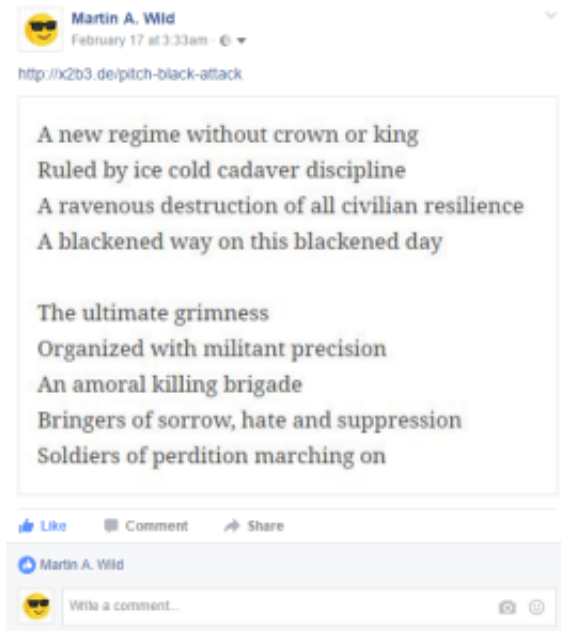 Martin A. Wild
February 17 at 3:33am
http://x2b3.de/pitch-black-attack
A new regime without crown or king
Ruled by ice cold cadaver discipline
A ravenous destruction of all civilian resilience
A blackened way on this blackened day
The ultimate grimness
Organized with militant precision
An amoral killing brigade
Bringers of sorrow, hate and suppression
Soldiers of perdition marching on
Like Comment Share
Martin A. Wild
Write a comment...